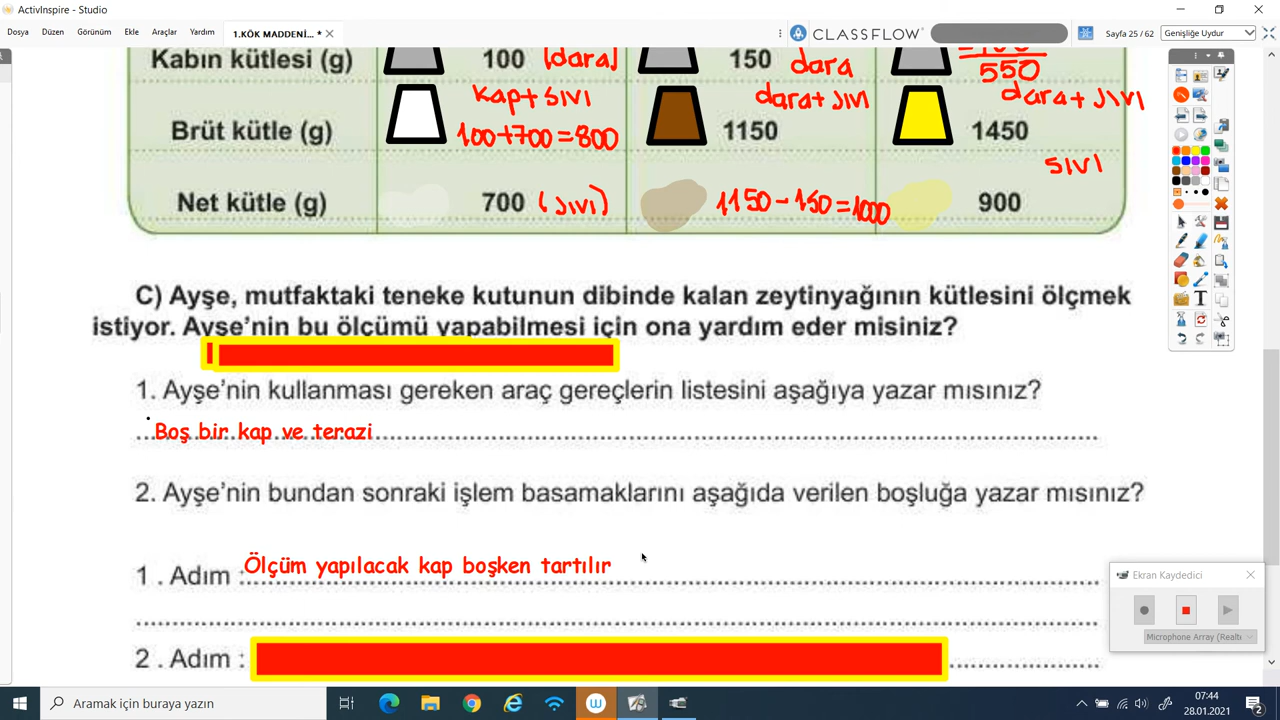 ActivInspire - Studio
Dosya Düzen Görünüm Ekle Araçlar Yardım
1.KÖK MADDENİ... *
CLASSFLOW
Sayfa 25 / 62
Genişliğe Uydur
Kabın kütlesi (g) 100 (dara) 150 dara
550
kap + sıvı dara + sıvı dara + sıvı
Brüt kütle (g) 100+700=800 1150 1450
sıvı
Net kütle (g) 700 (sıvı) 1150-150=1000 900
C) Ayşe, mutfaktaki teneke kutunun dibinde kalan zeytinyağının kütlesini ölçmek
istiyor. Ayşe'nin bu ölçümü yapabilmesi için ona yardım eder misiniz?
1. Ayşe'nin kullanması gereken araç gereçlerin listesini aşağıya yazar mısınız?
Boş bir kap ve terazi
2. Ayşe'nin bundan sonraki işlem basamaklarını aşağıda verilen boşluğa yazar mısınız?
1 . Adım : Ölçüm yapılacak kap boşken tartılır
2 . Adım :
Ekran Kaydedici
Microphone Array (Realte
Aramak için buraya yazın
07:44
28.01.2021
2